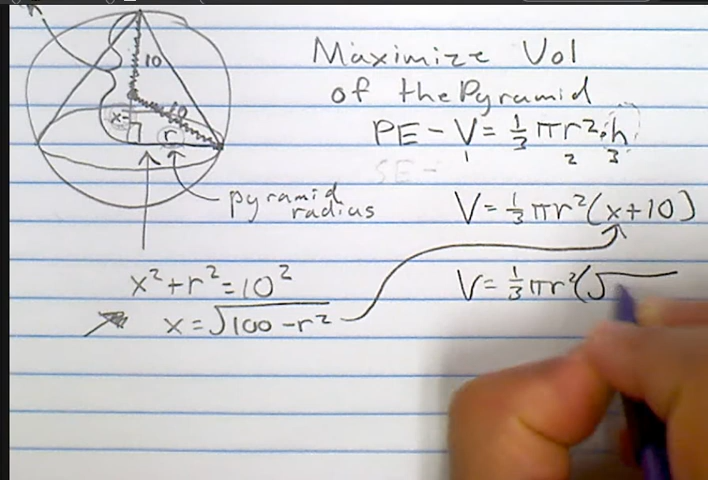 Maximize Vol
of the Pyramid
10
10
x
r
PE - V = 1/3 πr² · h
1 2 3
SE -
pyramid
radius
V = 1/3 πr² (x+10)
x² + r² = 10²
V = 1/3 πr² (√
x = √100 - r²